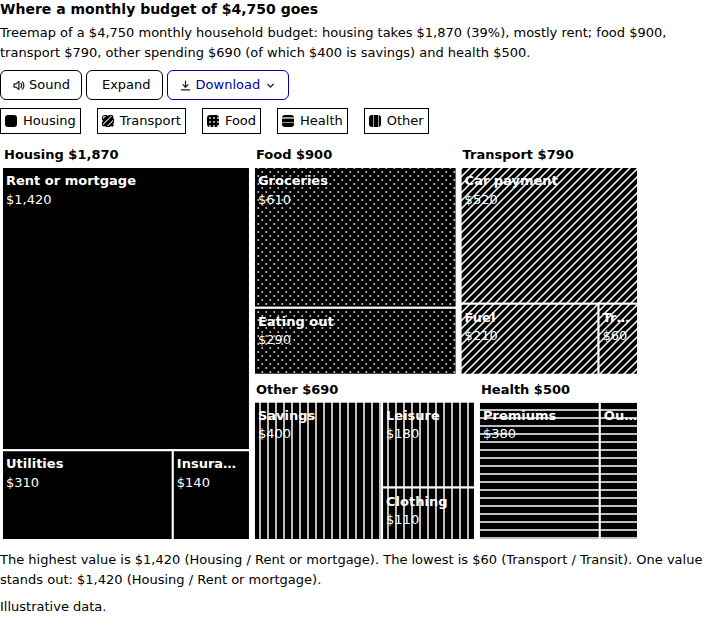 Where a monthly budget of $4,750 goes
Treemap of a $4,750 monthly household budget: housing takes $1,870 (39%), mostly rent; food $900,
transport $790, other spending $690 (of which $400 is savings) and health $500.
Sound Expand Download
Housing Transport Food Health Other
Housing $1,870
Rent or mortgage
$1,420
Utilities
$310
Insura…
$140
Food $900
Groceries
$610
Eating out
$290
Transport $790
Car payment
$520
Fuel
$210
Tr…
$60
Other $690
Savings
$400
Leisure
$180
Clothing
$110
Health $500
Premiums
$380
Ou…
The highest value is $1,420 (Housing / Rent or mortgage). The lowest is $60 (Transport / Transit). One value
stands out: $1,420 (Housing / Rent or mortgage).
Illustrative data.